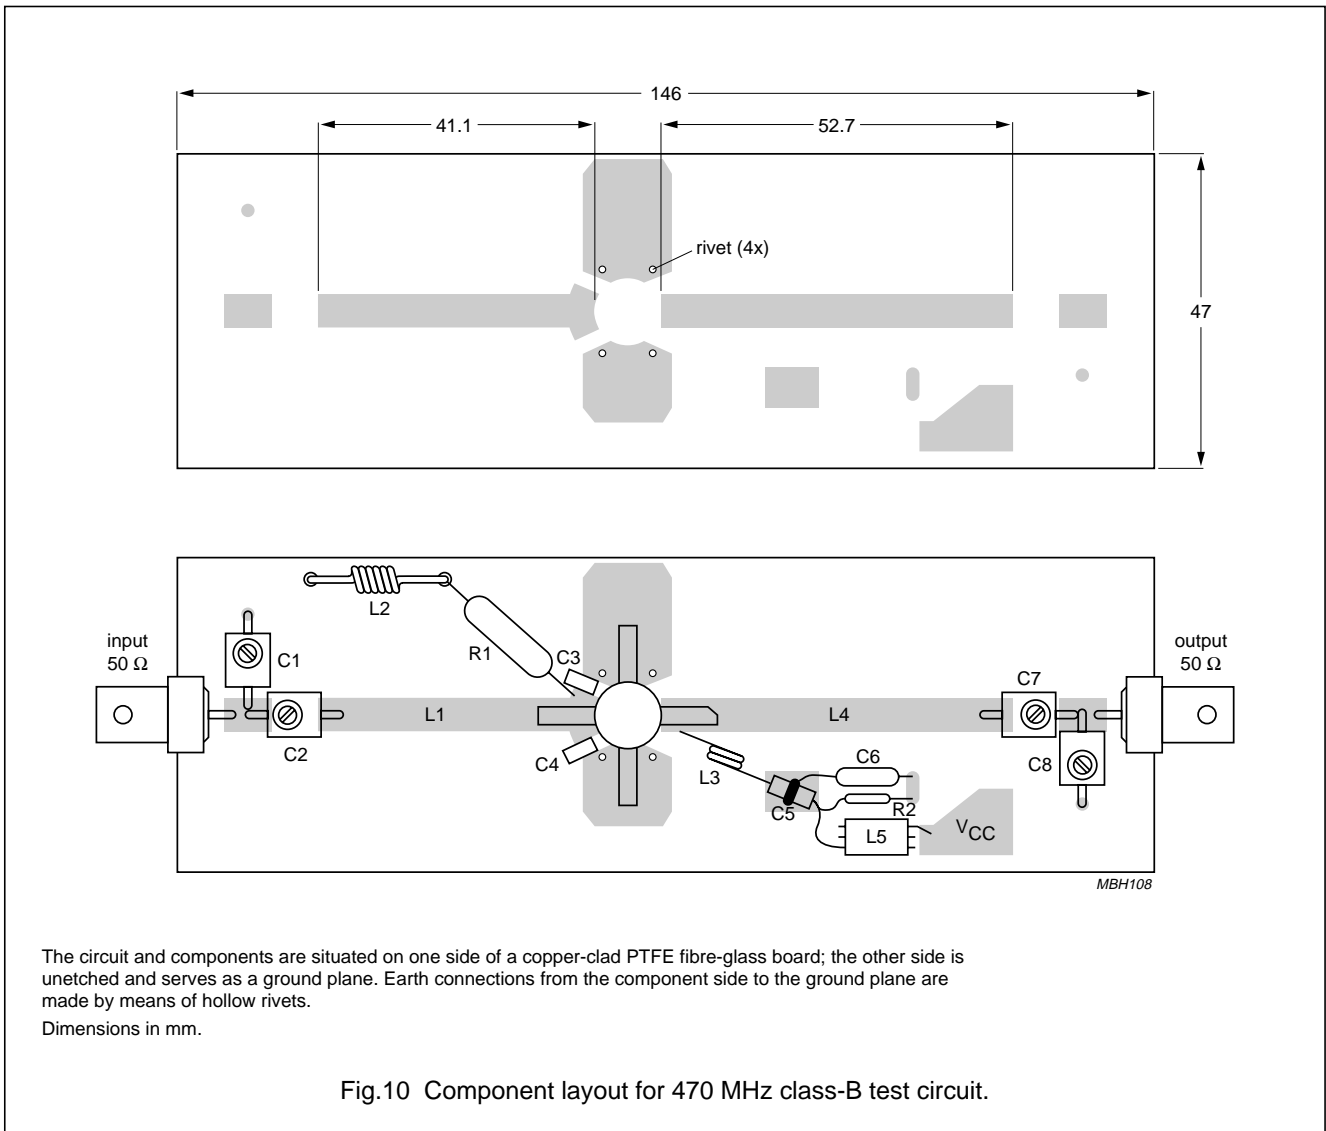 146
41.1
52.7
rivet (4x)
47
L2
R1
C3
input
50 Ω
C1
C2
L1
C4
L4
C7
output
50 Ω
C8
L3
C6
C5
R2
L5
VCC
MBH108
The circuit and components are situated on one side of a copper-clad PTFE fibre-glass board; the other side is
unetched and serves as a ground plane. Earth connections from the component side to the ground plane are
made by means of hollow rivets.
Dimensions in mm.
Fig.10 Component layout for 470 MHz class-B test circuit.